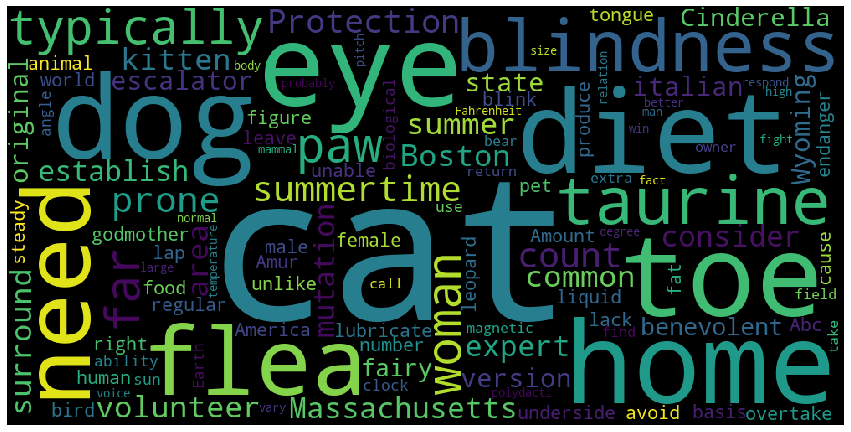 typically
eye
blindness
tongue
Cinderella
Protection
pitch
size
relation
animal
kitten
body
probably
world
escalator
state
italian
respond
high
original
angle
dog
figure
blink
Fahrenheit
produce
diet
better
man
Wyoming
endanger
leave
mammal
biological
summer
bear
win
owner
fight
establish
paw
Boston
unable
return
extra
fact
need
prone
summertime
pet
taurine
steady
normal
cat
use
godmother
far
area
mutation
male
female
leopard
Amount
count
consider
degree
toe
surround
lap
temperature
Amur
call
woman
common
fat
cause
large
food
unlike
liquid
field
regular
flea
America
lubricate
magnetic
lack
benevolent
Abc
take
right
ability
Earth
number
expert
find
home
human
sun
fairy
voice
vary
clock
version
polydactl
bird
volunteer
Massachusetts
underside
avoid
basis
overtake